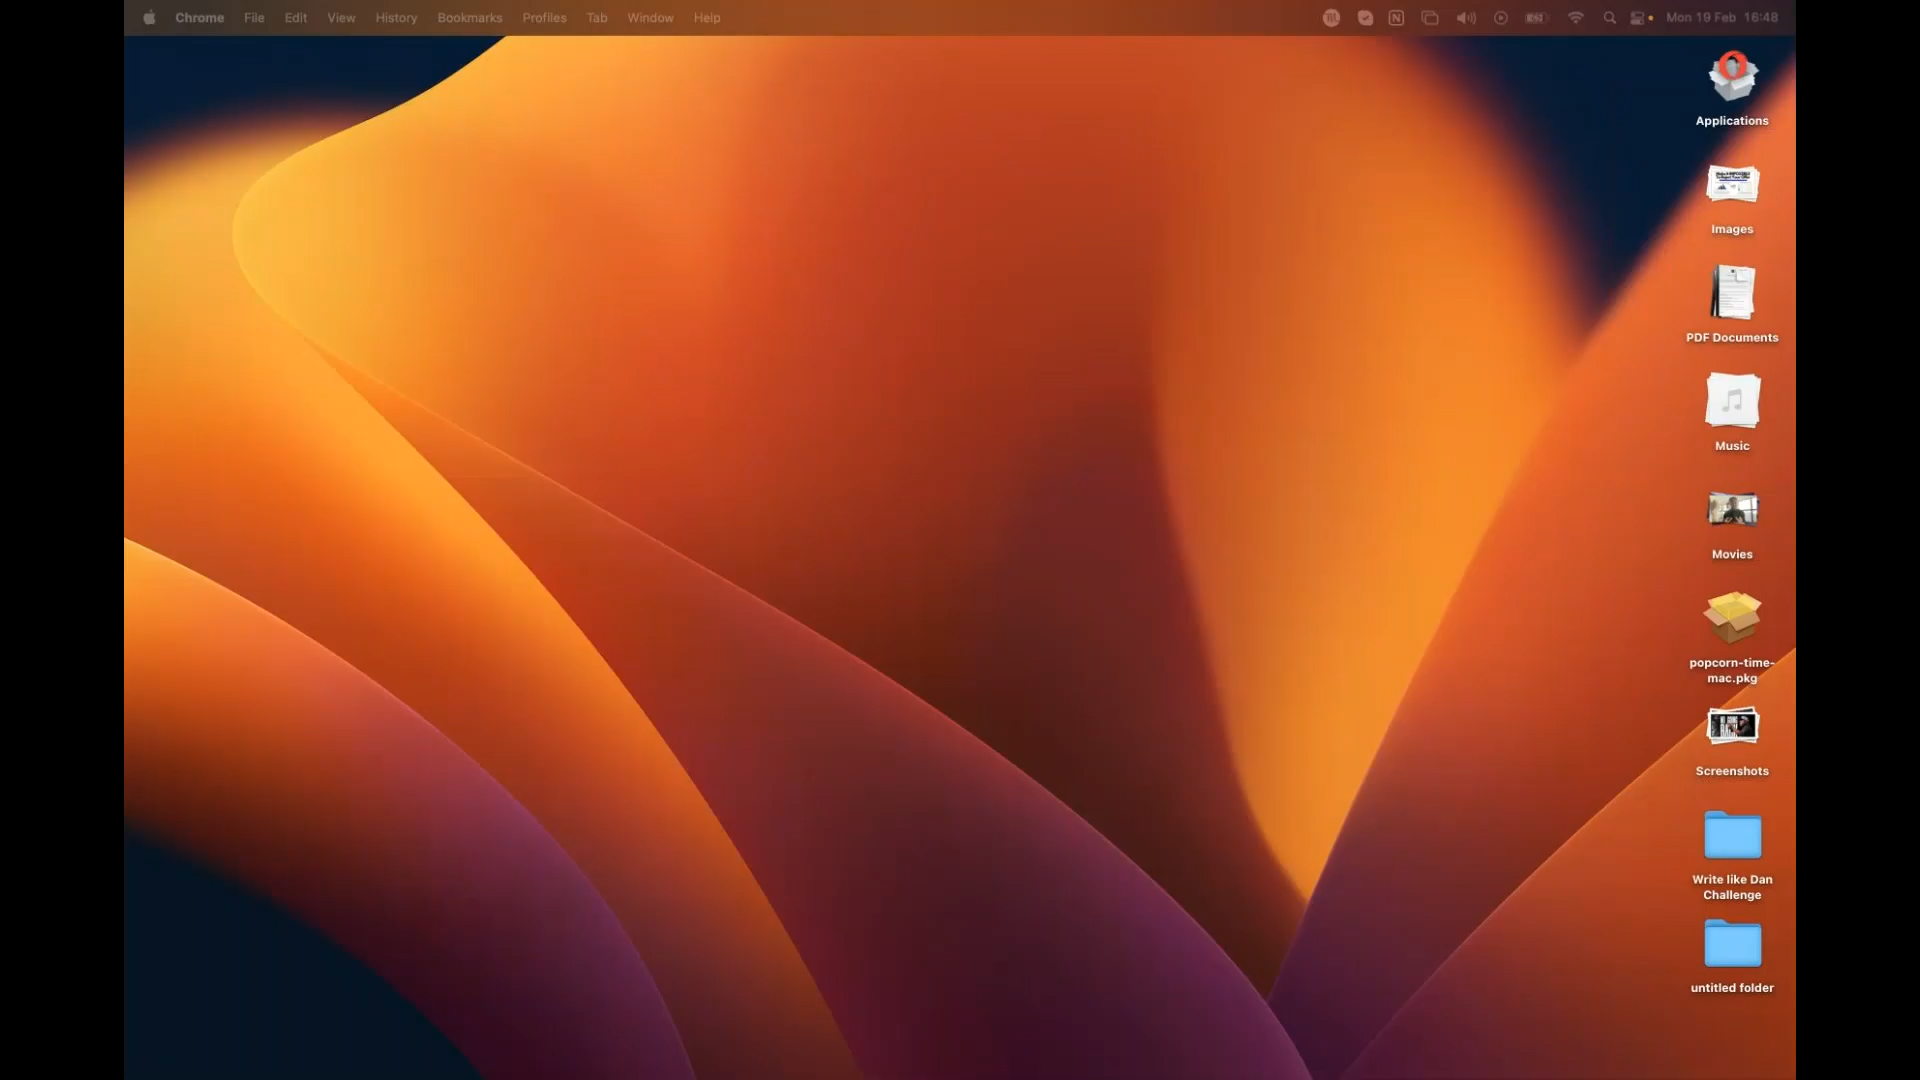 Chrome File Edit View History Bookmarks Profiles Tab Window Help Mon 19 Feb 16:48
Applications
Images
PDF Documents
Music
Movies
popcorn-time-
mac.pkg
Screenshots
Write like Dan
Challenge
untitled folder